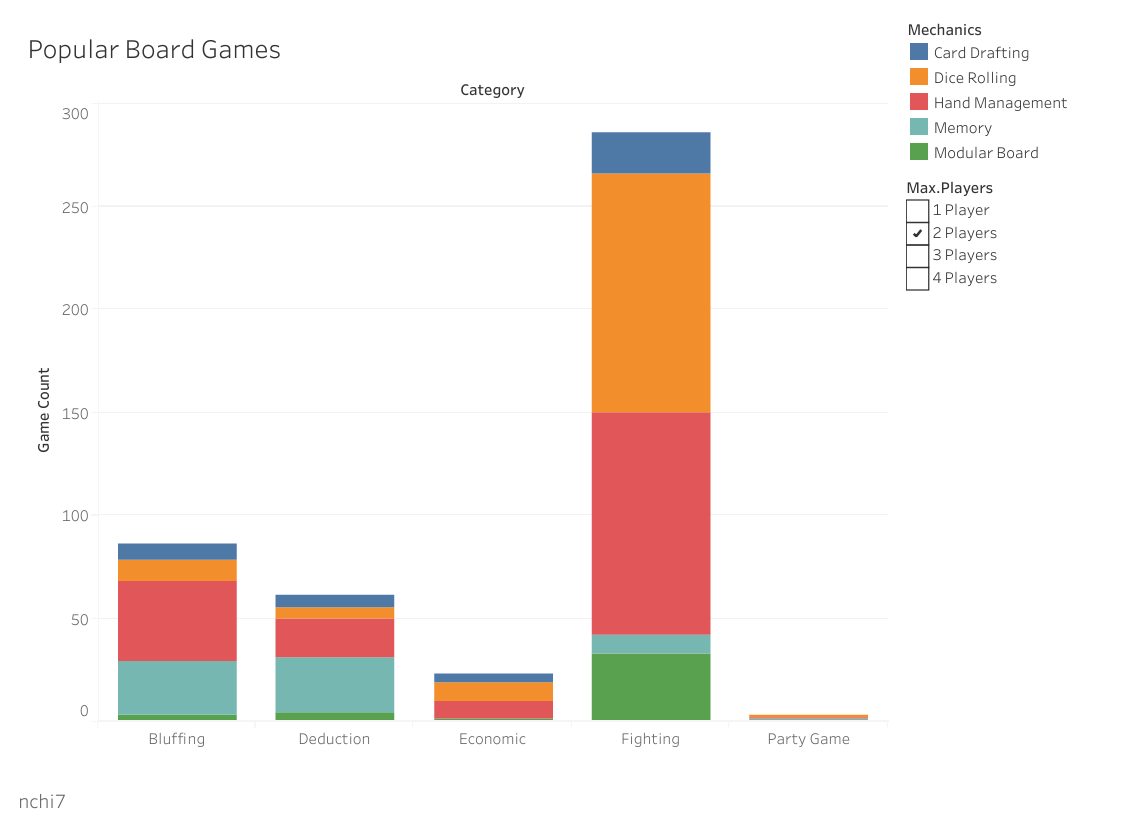 Popular Board Games
Category
300
250
200
150
100
50
0
Game Count
Bluffing
Deduction
Economic
Fighting
Party Game
Mechanics
Card Drafting
Dice Rolling
Hand Management
Memory
Modular Board
Max.Players
1 Player
2 Players
3 Players
4 Players
nchi7